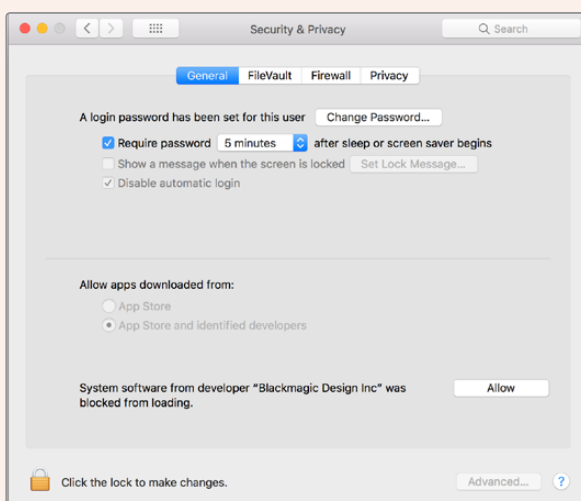 Security & Privacy
Search
General FileVault Firewall Privacy
A login password has been set for this user Change Password...
Require password 5 minutes after sleep or screen saver begins
Show a message when the screen is locked Set Lock Message...
Disable automatic login
Allow apps downloaded from:
App Store
App Store and identified developers
System software from developer “Blackmagic Design Inc” was Allow
blocked from loading.
Click the lock to make changes. Advanced... ?